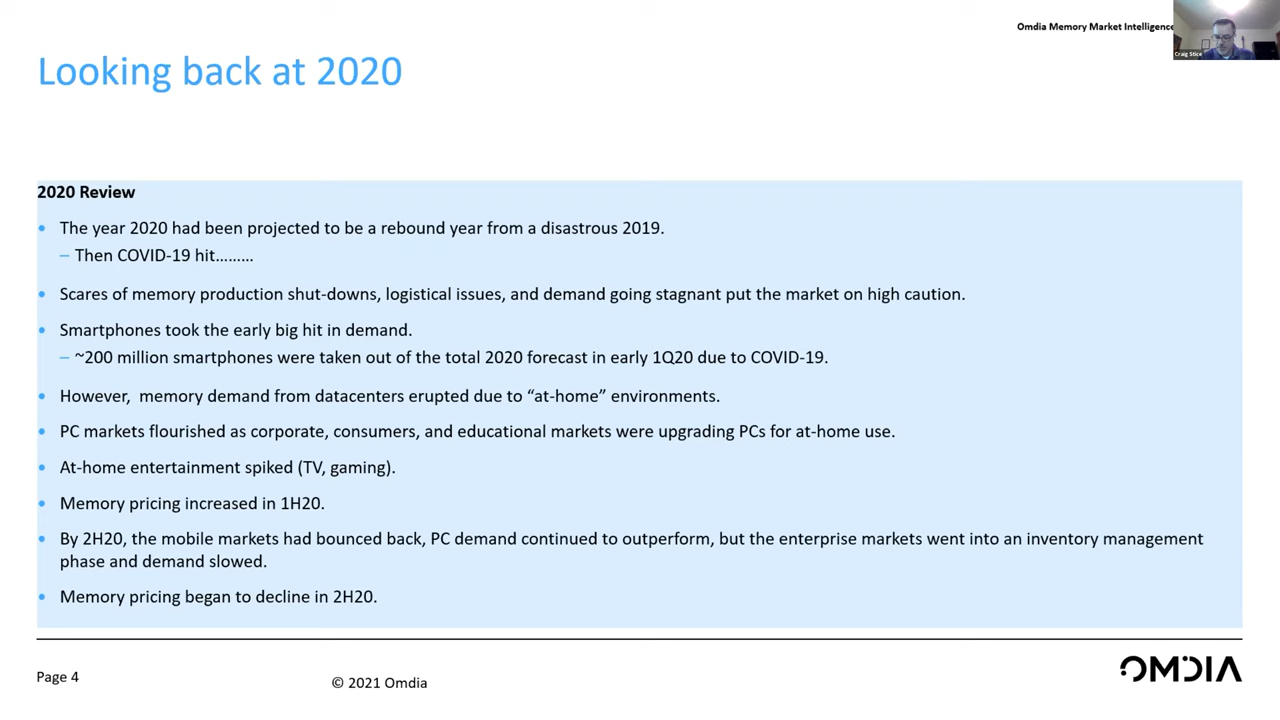 Omdia Memory Market Intelligence
Craig Stice
Looking back at 2020
2020 Review
• The year 2020 had been projected to be a rebound year from a disastrous 2019.
– Then COVID-19 hit………
• Scares of memory production shut-downs, logistical issues, and demand going stagnant put the market on high caution.
• Smartphones took the early big hit in demand.
– ~200 million smartphones were taken out of the total 2020 forecast in early 1Q20 due to COVID-19.
• However,  memory demand from datacenters erupted due to “at-home” environments.
• PC markets flourished as corporate, consumers, and educational markets were upgrading PCs for at-home use.
• At-home entertainment spiked (TV, gaming).
• Memory pricing increased in 1H20.
• By 2H20, the mobile markets had bounced back, PC demand continued to outperform, but the enterprise markets went into an inventory management
phase and demand slowed.
• Memory pricing began to decline in 2H20.
Page 4
© 2021 Omdia
OMDIA